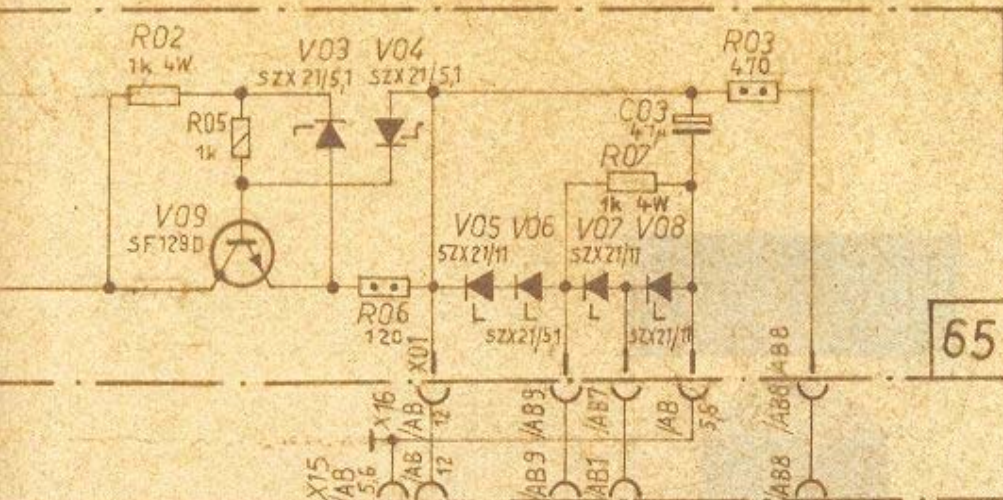 R02
1k 4W
V03
SZX 21/5,1
V04
SZX 21/5,1
R03
470
R05
1k
C03
47µ
R07
1k 4W
V09
SF129D
V05 V06
SZX21/11
V07 V08
SZX21/11
R06
120
SZX21/51
SZX21/11
65
X01
X16
/AB
12
/AB9
/AB7
/AB
5,6
/AB8
/AB8
X15
/AB
5,6
/AB
12
/AB9
/AB1
/AB8